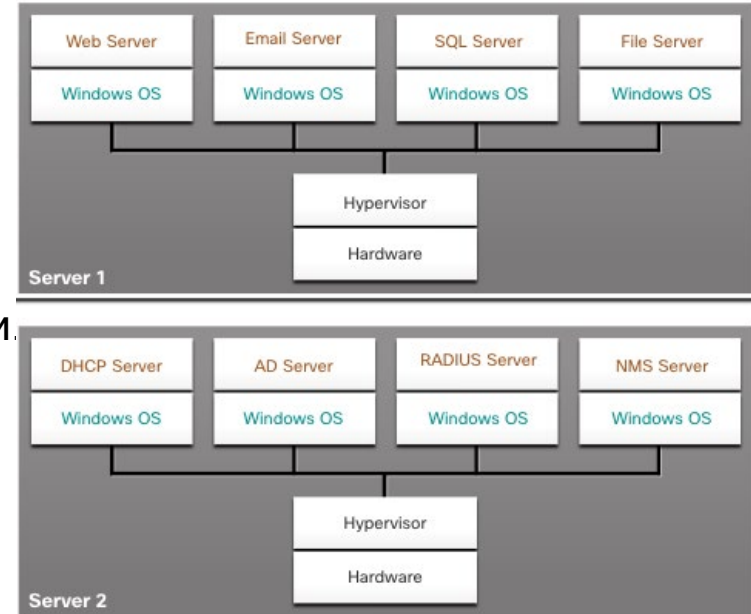 Web Server Email Server SQL Server File Server
Windows OS Windows OS Windows OS Windows OS
Hypervisor
Hardware
Server 1
DHCP Server AD Server RADIUS Server NMS Server
Windows OS Windows OS Windows OS Windows OS
Hypervisor
Hardware
Server 2